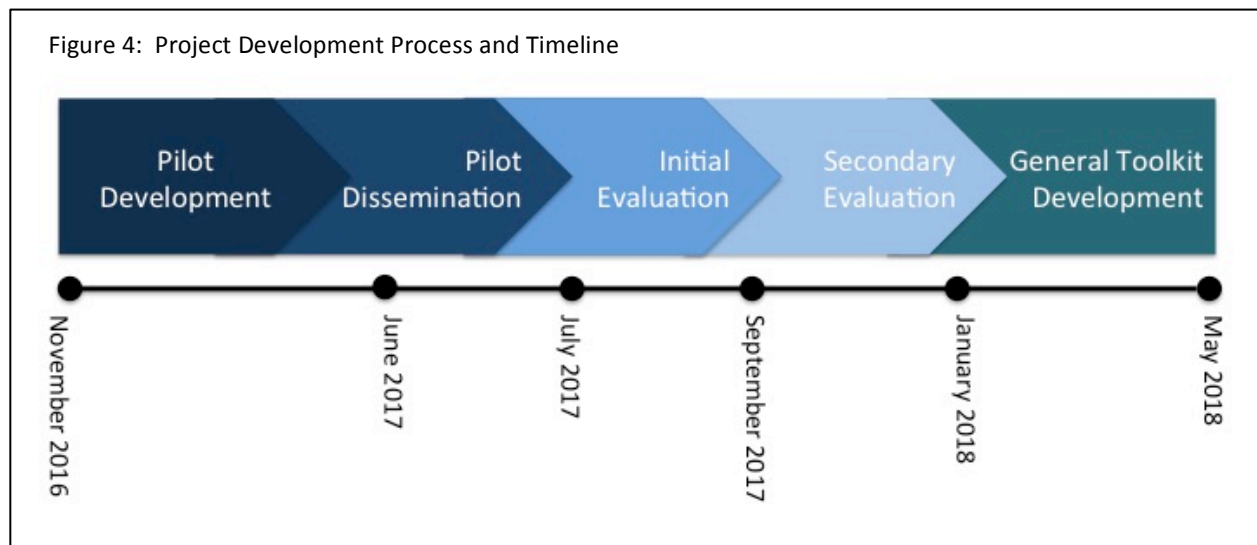 Figure 4: Project Development Process and Timeline
Pilot
Development
Pilot
Dissemination
Initial
Evaluation
Secondary
Evaluation
General Toolkit
Development
November 2016
June 2017
July 2017
September 2017
January 2018
May 2018